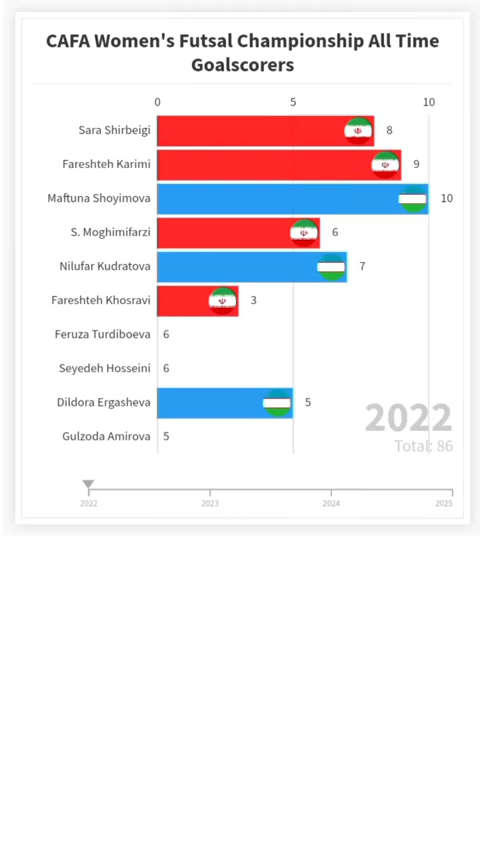 CAFA Women's Futsal Championship All Time
Goalscorers
0 5 10
Sara Shirbeigi 8
Fareshteh Karimi 9
Maftuna Shoyimova 10
S. Moghimifarzi 6
Nilufar Kudratova 7
Fareshteh Khosravi 3
Feruza Turdiboeva 6
Seyedeh Hosseini 6
Dildora Ergasheva 5
Gulzoda Amirova 5
2022
Total: 86
2022 2023 2024 2025